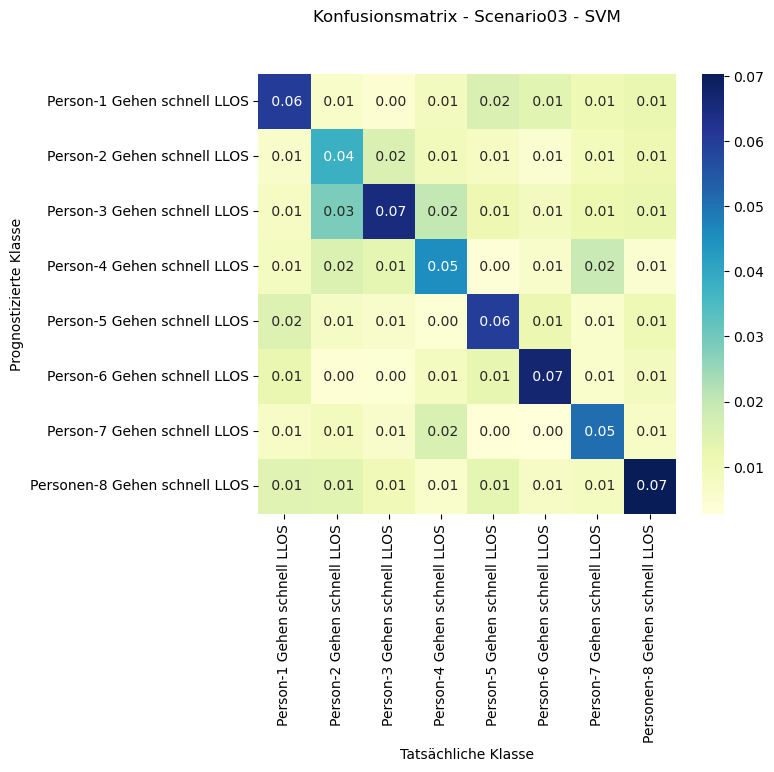 Konfusionsmatrix - Scenario03 - SVM
Prognostizierte Klasse
Person-1 Gehen schnell LLOS 0.06 0.01 0.00 0.01 0.02 0.01 0.01 0.01
Person-2 Gehen schnell LLOS 0.01 0.04 0.02 0.01 0.01 0.01 0.01 0.01
Person-3 Gehen schnell LLOS 0.01 0.03 0.07 0.02 0.01 0.01 0.01 0.01
Person-4 Gehen schnell LLOS 0.01 0.02 0.01 0.05 0.00 0.01 0.02 0.01
Person-5 Gehen schnell LLOS 0.02 0.01 0.01 0.00 0.06 0.01 0.01 0.01
Person-6 Gehen schnell LLOS 0.01 0.00 0.00 0.01 0.01 0.07 0.01 0.01
Person-7 Gehen schnell LLOS 0.01 0.01 0.01 0.02 0.00 0.00 0.05 0.01
Personen-8 Gehen schnell LLOS 0.01 0.01 0.01 0.01 0.01 0.01 0.01 0.07
Person-1 Gehen schnell LLOS
Person-2 Gehen schnell LLOS
Person-3 Gehen schnell LLOS
Person-4 Gehen schnell LLOS
Person-5 Gehen schnell LLOS
Person-6 Gehen schnell LLOS
Person-7 Gehen schnell LLOS
Personen-8 Gehen schnell LLOS
Tatsächliche Klasse
0.07
0.06
0.05
0.04
0.03
0.02
0.01